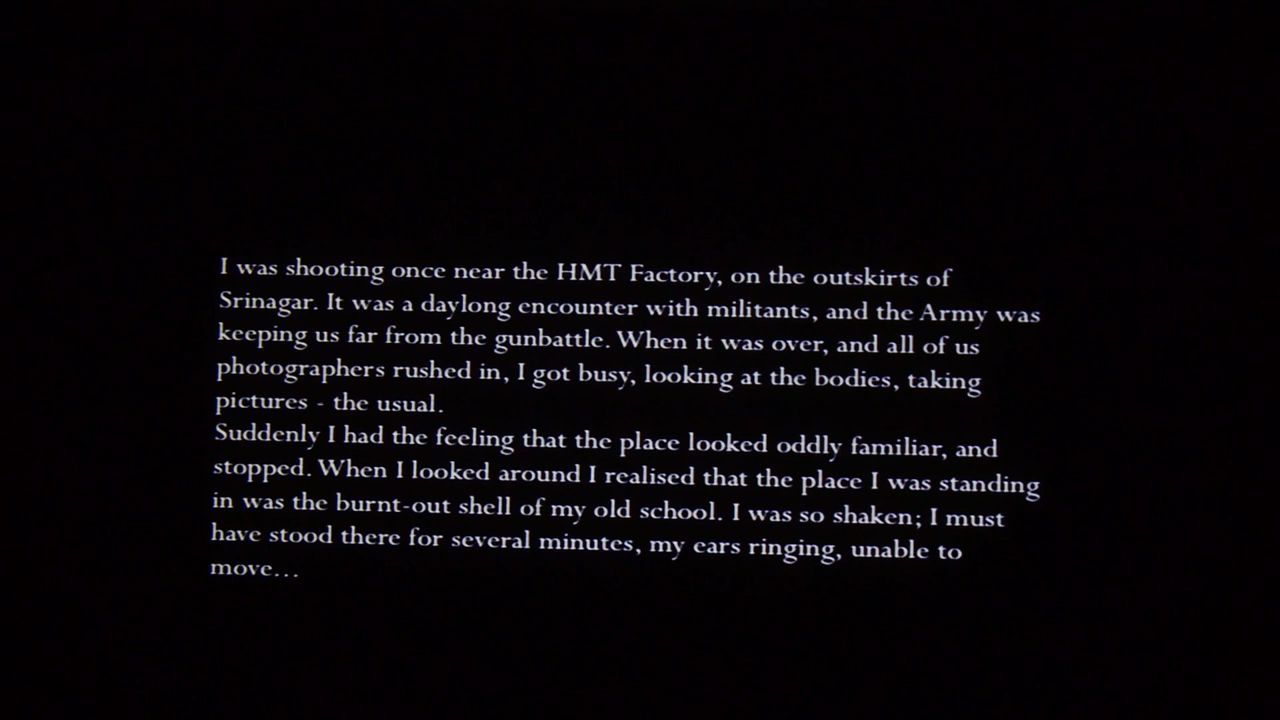 I was shooting once near the HMT Factory, on the outskirts of
Srinagar. It was a daylong encounter with militants, and the Army was
keeping us far from the gunbattle. When it was over, and all of us
photographers rushed in, I got busy, looking at the bodies, taking
pictures - the usual.
Suddenly I had the feeling that the place looked oddly familiar, and
stopped. When I looked around I realised that the place I was standing
in was the burnt-out shell of my old school. I was so shaken; I must
have stood there for several minutes, my ears ringing, unable to
move...